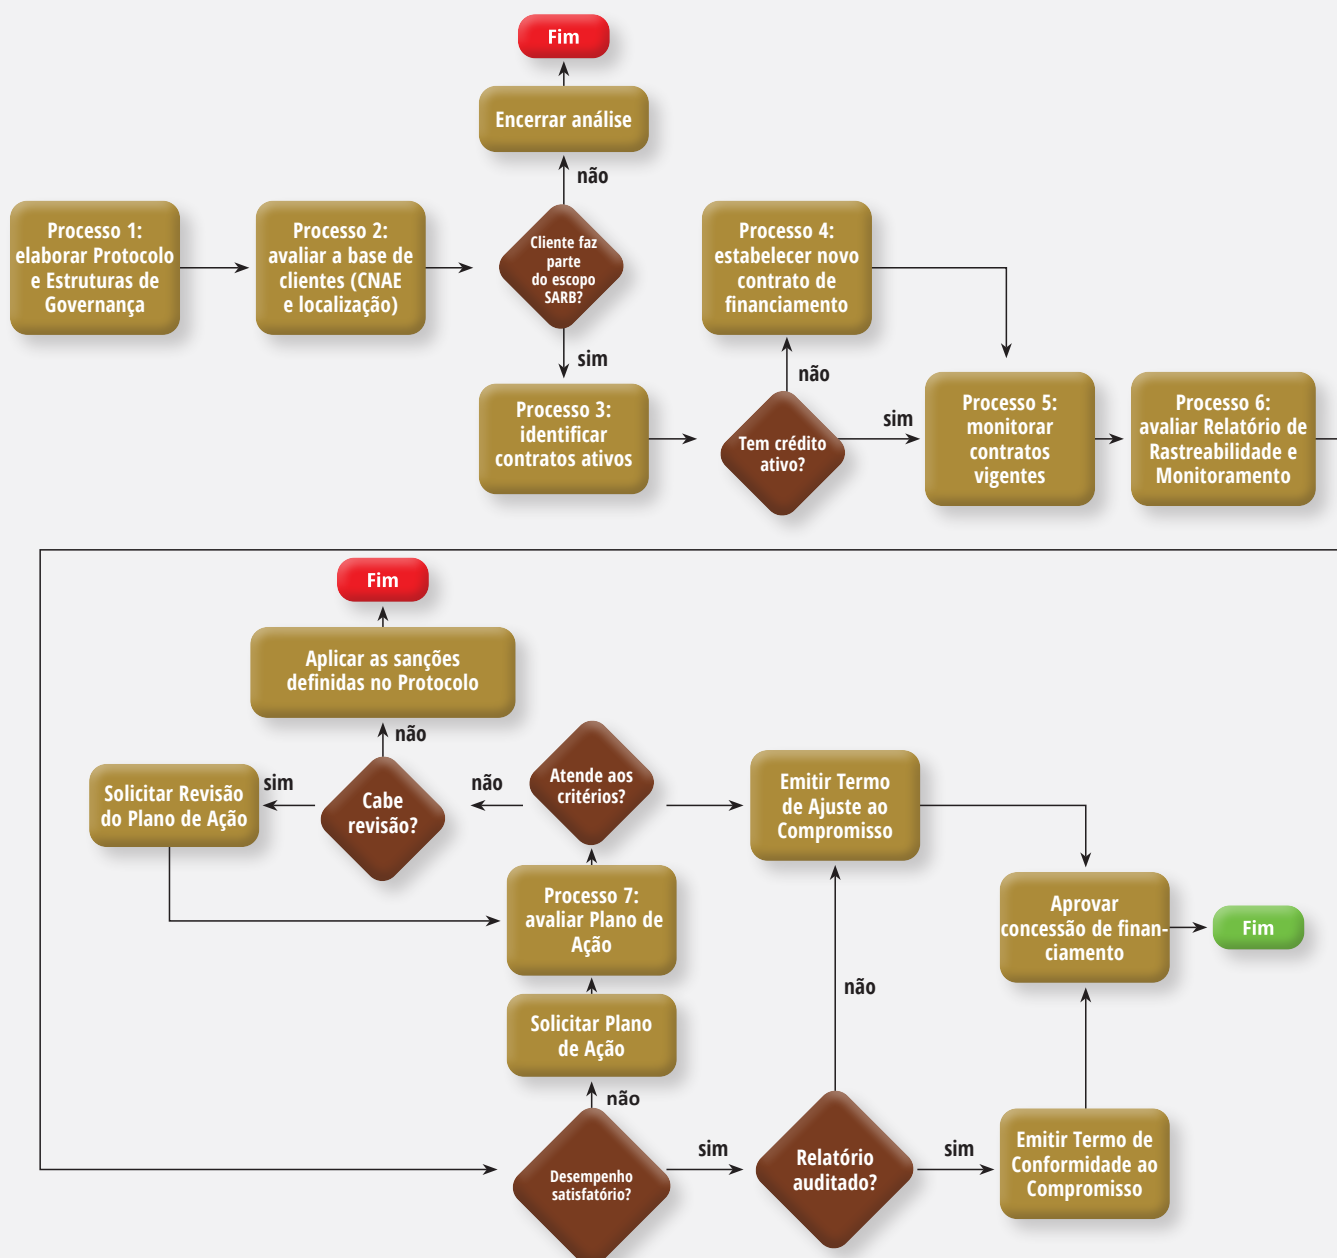 Fim
Encerrar análise
não
Processo 1:
elaborar Protocolo
e Estruturas de
Governança
Processo 2:
avaliar a base de
clientes (CNAE
e localização)
Cliente faz
parte
do escopo
SARB?
Processo 4:
estabelecer novo
contrato de
financiamento
sim
não
Processo 3:
identificar
contratos ativos
Tem crédito
ativo?
sim
Processo 5:
monitorar
contratos
vigentes
Processo 6:
avaliar Relatório de
Rastreabilidade e
Monitoramento
Fim
Aplicar as sanções
definidas no Protocolo
não
Solicitar Revisão
do Plano de Ação
sim
Cabe
revisão?
não
Atende aos
critérios?
Emitir Termo
de Ajuste ao
Compromisso
Processo 7:
avaliar Plano de
Ação
Aprovar
concessão de finan-
ciamento
Fim
não
Solicitar Plano
de Ação
não
Desempenho
satisfatório?
sim
Relatório
auditado?
sim
Emitir Termo de
Conformidade ao
Compromisso